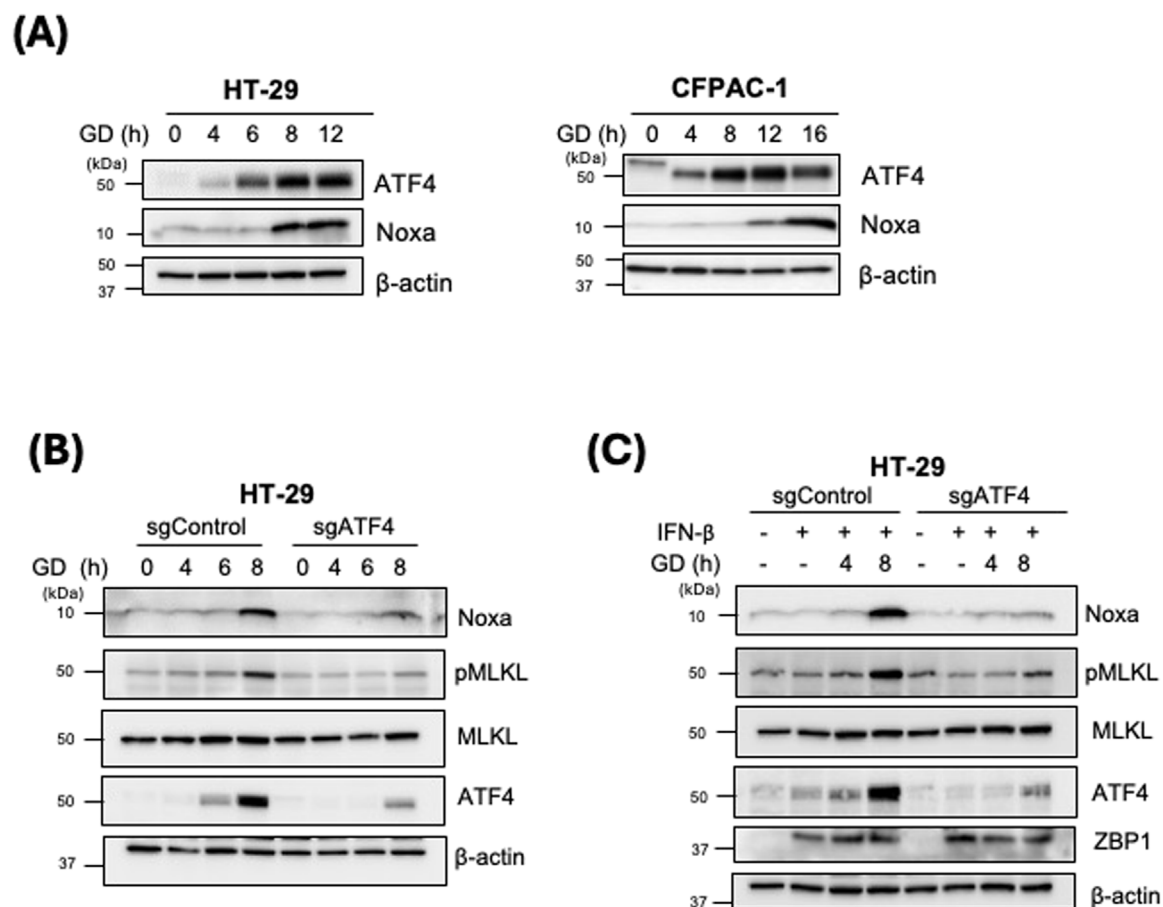 (A)
HT-29
GD (h) 0 4 6 8 12
(kDa)
50
ATF4
10
Noxa
50
37
β-actin
CFPAC-1
GD (h) 0 4 8 12 16
(kDa)
50
ATF4
10
Noxa
50
37
β-actin
(B)
HT-29
sgControl sgATF4
GD (h) 0 4 6 8 0 4 6 8
(kDa)
10
Noxa
50
pMLKL
50
MLKL
50
ATF4
37
β-actin
(C)
HT-29
sgControl sgATF4
IFN-β - + + + - + + +
GD (h) - - 4 8 - - 4 8
(kDa)
10
Noxa
50
pMLKL
50
MLKL
50
ATF4
37
ZBP1
37
β-actin